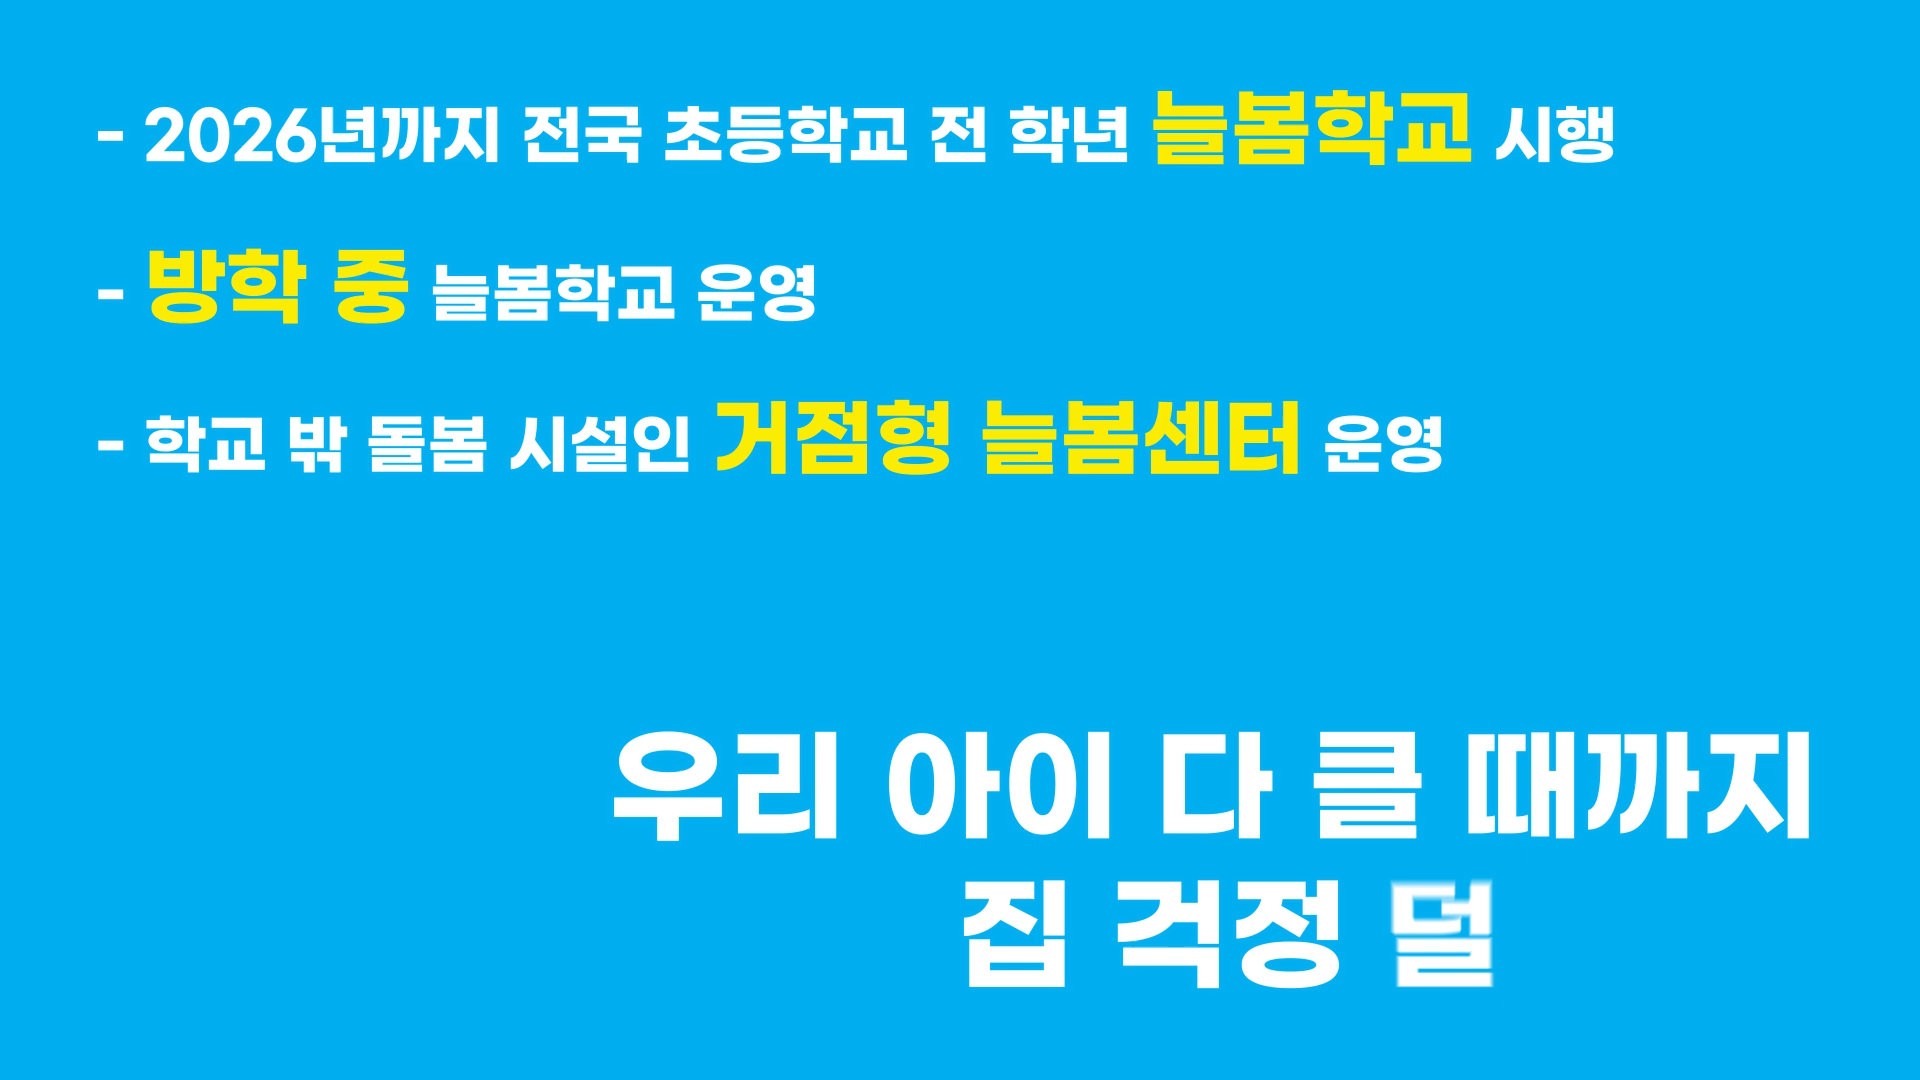 - 2026년까지 전국 초등학교 전 학년 늘봄학교 시행
- 방학 중 늘봄학교 운영
- 학교 밖 돌봄 시설인 거점형 늘봄센터 운영
우리 아이 다 클 때까지
집 걱정 덜